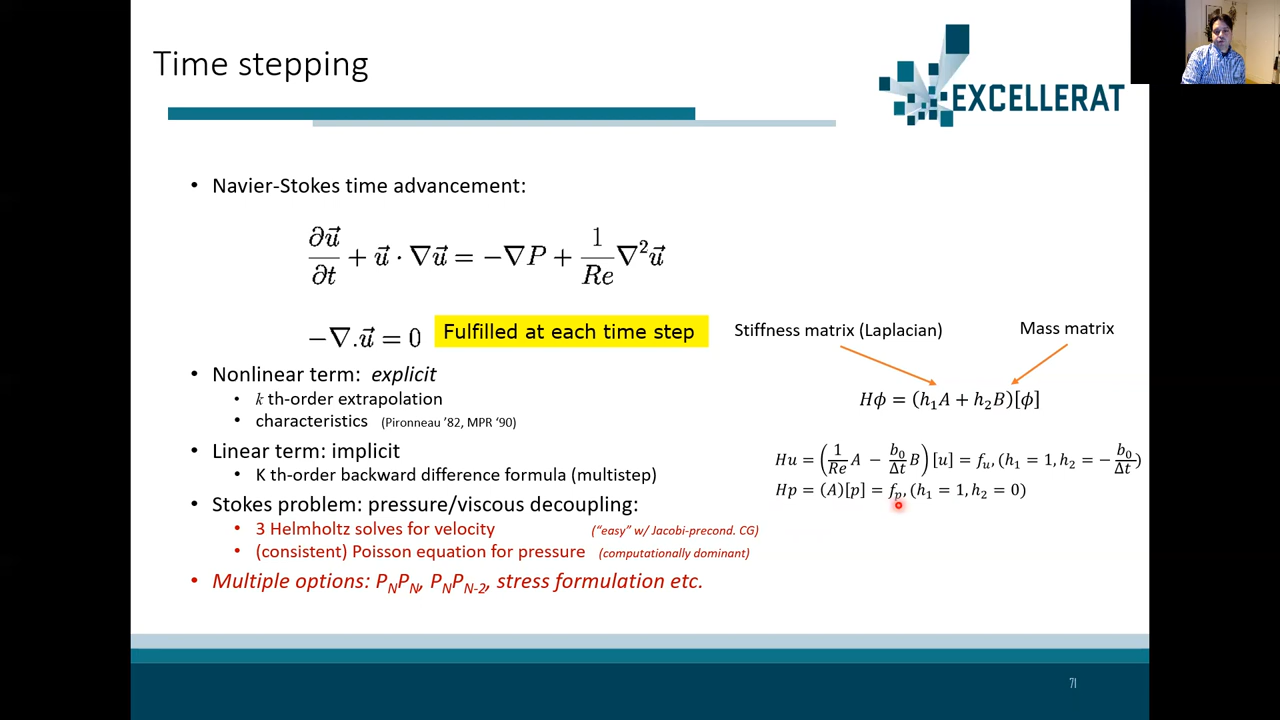 Time stepping
EXCELLERAT
• Navier-Stokes time advancement:
∂u⃗/∂t + u⃗ · ∇u⃗ = −∇P + 1/Re ∇²u⃗
−∇.u⃗ = 0
Fulfilled at each time step
Stiffness matrix (Laplacian)
Mass matrix
• Nonlinear term: explicit
• k th-order extrapolation
• characteristics (Pironneau ’82, MPR ‘90)
Hϕ = (h₁A + h₂B)[ϕ]
• Linear term: implicit
• K th-order backward difference formula (multistep)
Hu = (1/Re A − b₀/Δt B)[u] = fᵤ, (h₁ = 1, h₂ = − b₀/Δt)
Hp = (A)[p] = fₚ, (h₁ = 1, h₂ = 0)
• Stokes problem: pressure/viscous decoupling:
• 3 Helmholtz solves for velocity (“easy” w/ Jacobi-precond. CG)
• (consistent) Poisson equation for pressure (computationally dominant)
• Multiple options: P_N P_N, P_N P_N-2, stress formulation etc.
71